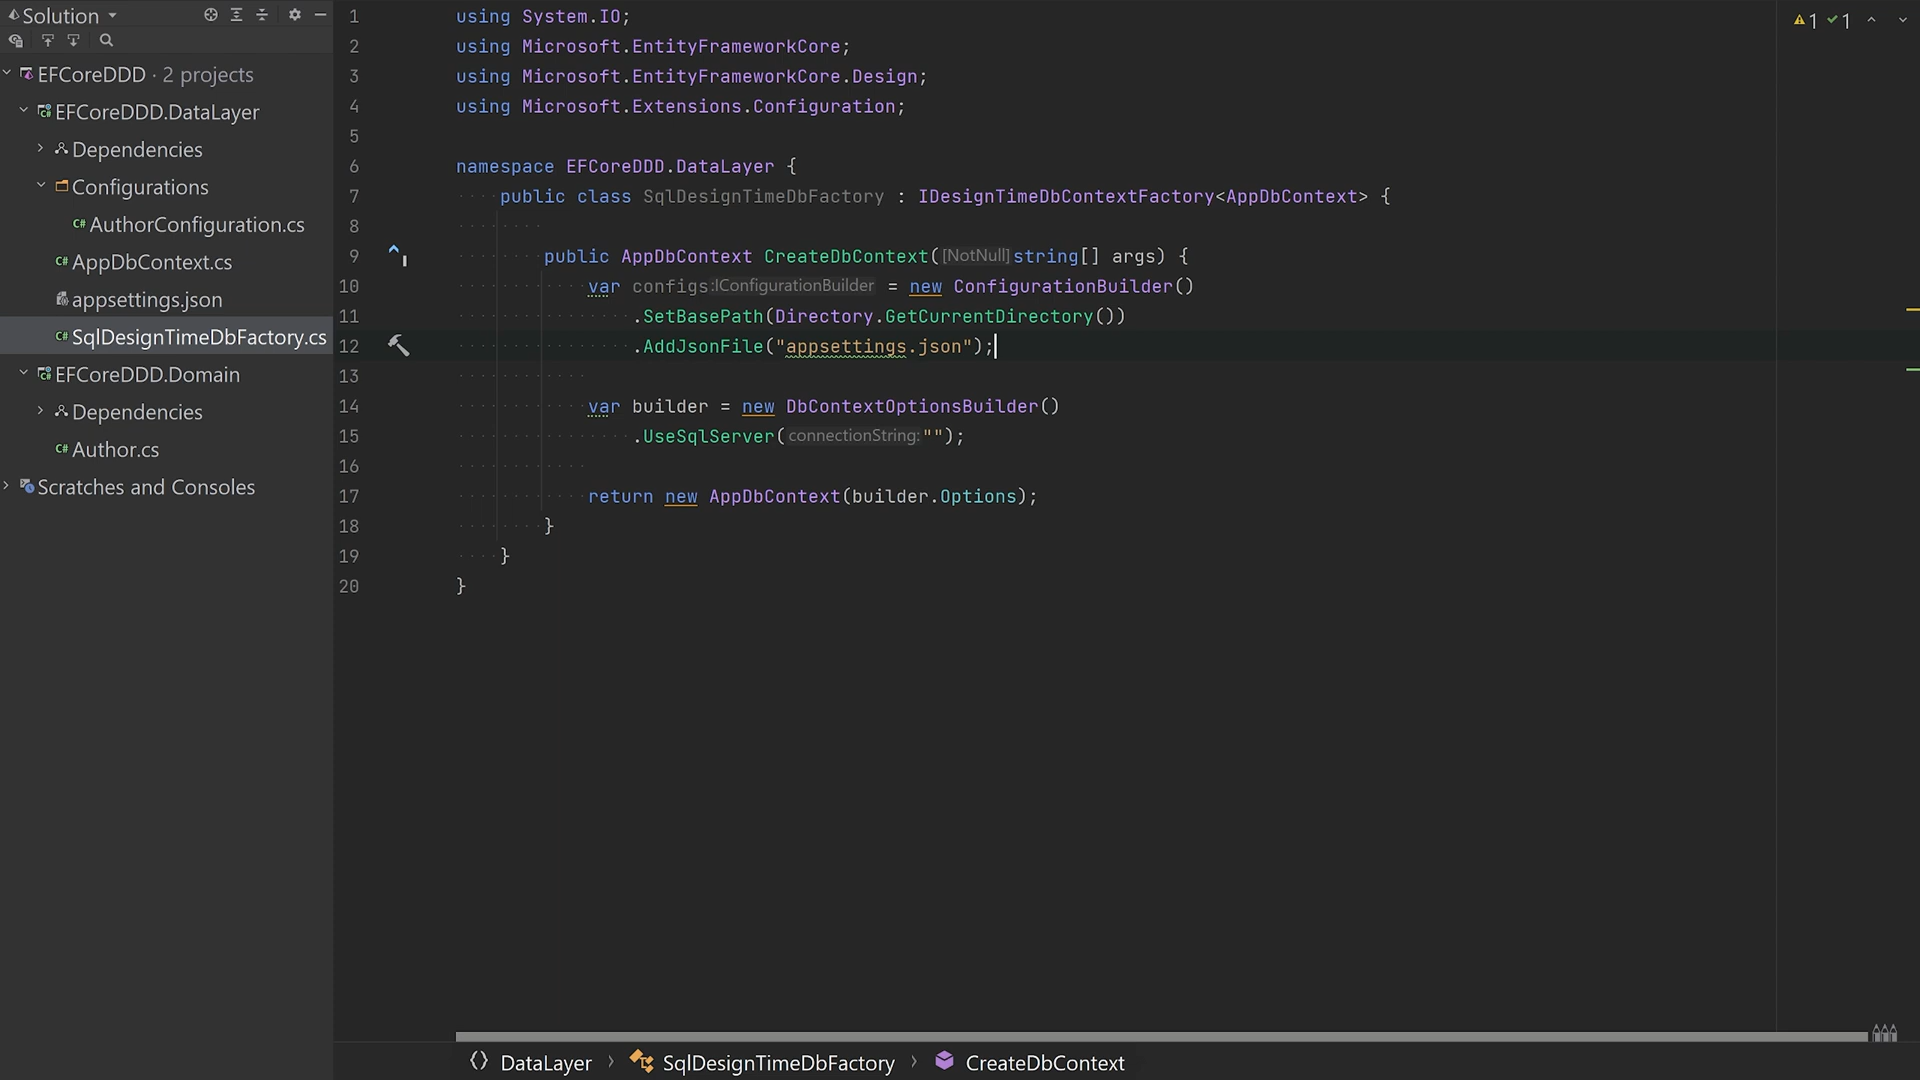 Solution
EFCoreDDD · 2 projects
EFCoreDDD.DataLayer
Dependencies
Configurations
AuthorConfiguration.cs
AppDbContext.cs
appsettings.json
SqlDesignTimeDbFactory.cs
EFCoreDDD.Domain
Dependencies
Author.cs
Scratches and Consoles
1 using System.IO;
2 using Microsoft.EntityFrameworkCore;
3 using Microsoft.EntityFrameworkCore.Design;
4 using Microsoft.Extensions.Configuration;
5
6 namespace EFCoreDDD.DataLayer {
7 public class SqlDesignTimeDbFactory : IDesignTimeDbContextFactory<AppDbContext> {
8
9 public AppDbContext CreateDbContext([NotNull]string[] args) {
10 var configs:IConfigurationBuilder = new ConfigurationBuilder()
11 .SetBasePath(Directory.GetCurrentDirectory())
12 .AddJsonFile("appsettings.json");
13
14 var builder = new DbContextOptionsBuilder()
15 .UseSqlServer(connectionString:"");
16
17 return new AppDbContext(builder.Options);
18 }
19 }
20 }
1 1
DataLayer SqlDesignTimeDbFactory CreateDbContext